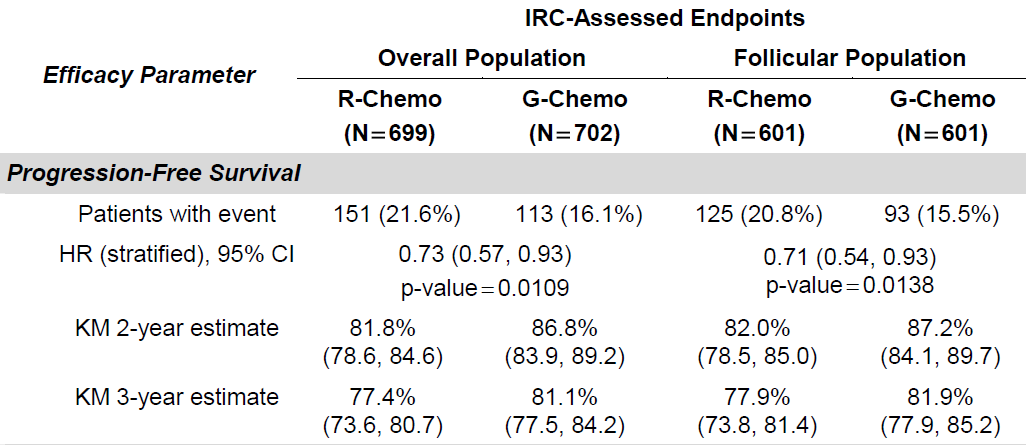 IRC-Assessed Endpoints
Efficacy Parameter Overall Population Follicular Population
R-Chemo G-Chemo R-Chemo G-Chemo
(N=699) (N=702) (N=601) (N=601)
Progression-Free Survival
Patients with event 151 (21.6%) 113 (16.1%) 125 (20.8%) 93 (15.5%)
HR (stratified), 95% CI 0.73 (0.57, 0.93) 0.71 (0.54, 0.93)
p-value=0.0109 p-value=0.0138
KM 2-year estimate 81.8% 86.8% 82.0% 87.2%
(78.6, 84.6) (83.9, 89.2) (78.5, 85.0) (84.1, 89.7)
KM 3-year estimate 77.4% 81.1% 77.9% 81.9%
(73.6, 80.7) (77.5, 84.2) (73.8, 81.4) (77.9, 85.2)